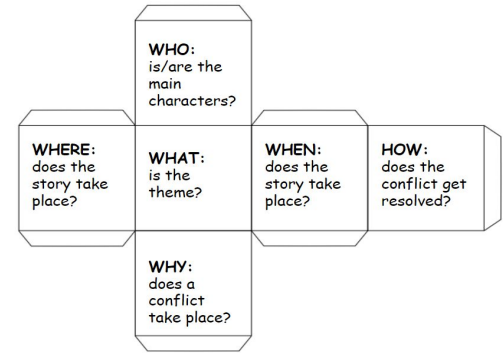 WHO:
is/are the
main
characters?
WHERE:
does the
story take
place?
WHAT:
is the
theme?
WHEN:
does the
story take
place?
HOW:
does the
conflict get
resolved?
WHY:
does a
conflict
take place?